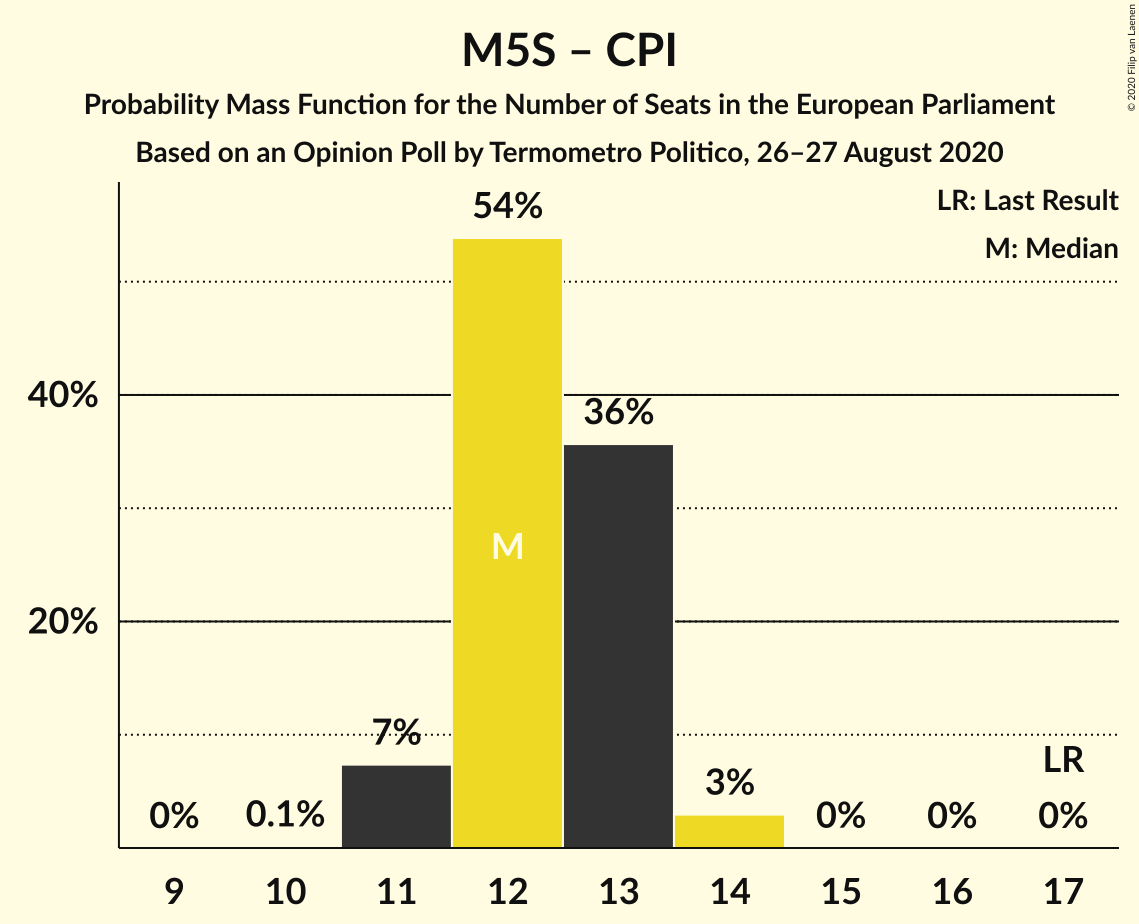 M5S – CPI
Probability Mass Function for the Number of Seats in the European Parliament
Based on an Opinion Poll by Termometro Politico, 26–27 August 2020
© 2020 Filip van Laenen
LR: Last Result
M: Median
54%
40%
36%
M
20%
7%
LR
3%
0% 0.1% 0% 0% 0%
9 10 11 12 13 14 15 16 17